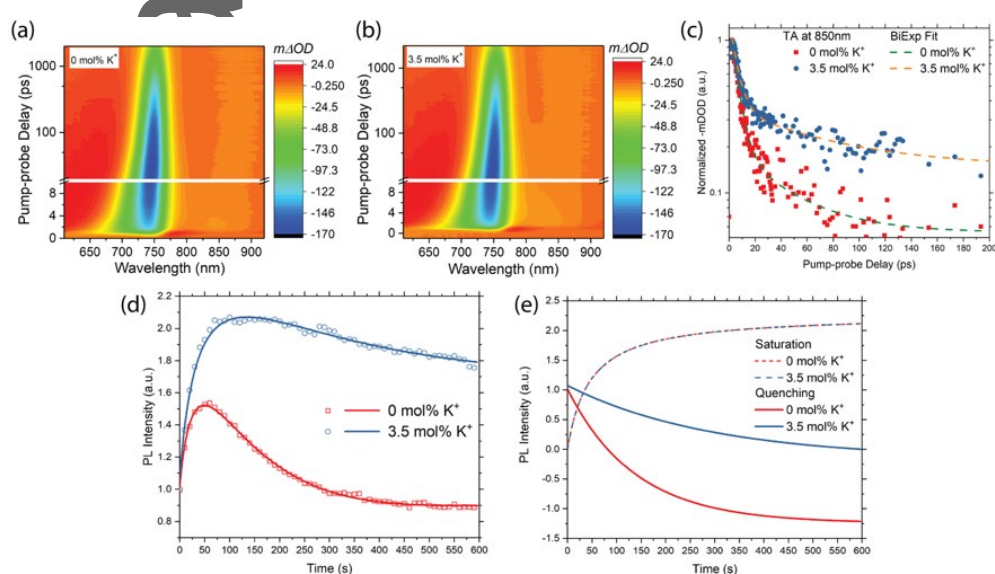 (a)
0 mol% K⁺
mΔOD
24.0
-0.250
-24.5
-48.8
-73.0
-97.3
-122
-146
-170
Pump-probe Delay (ps)
1000
100
8
4
0
650 700 750 800 850 900
Wavelength (nm)
(b)
3.5 mol% K⁺
mΔOD
24.0
-0.250
-24.5
-48.8
-73.0
-97.3
-122
-146
-170
Pump-probe Delay (ps)
1000
100
8
4
0
650 700 750 800 850 900
Wavelength (nm)
(c)
TA at 850nm BiExp Fit
0 mol% K⁺ 0 mol% K⁺
3.5 mol% K⁺ 3.5 mol% K⁺
Normalized -mDOD (a.u.)
1
0.1
0 20 40 60 80 100 120 140 160 180 200
Pump-probe Delay (ps)
(d)
PL Intensity (a.u.)
2.2
2.0
1.8
1.6
1.4
1.2
1.0
0.8
0 mol% K⁺
3.5 mol% K⁺
0 50 100 150 200 250 300 350 400 450 500 550 600
Time (s)
(e)
PL Intensity (a.u.)
2.5
2.0
1.5
1.0
0.5
0.0
-0.5
-1.0
-1.5
Saturation
0 mol% K⁺
3.5 mol% K⁺
Quenching
0 mol% K⁺
3.5 mol% K⁺
0 50 100 150 200 250 300 350 400 450 500 550 600
Time (s)